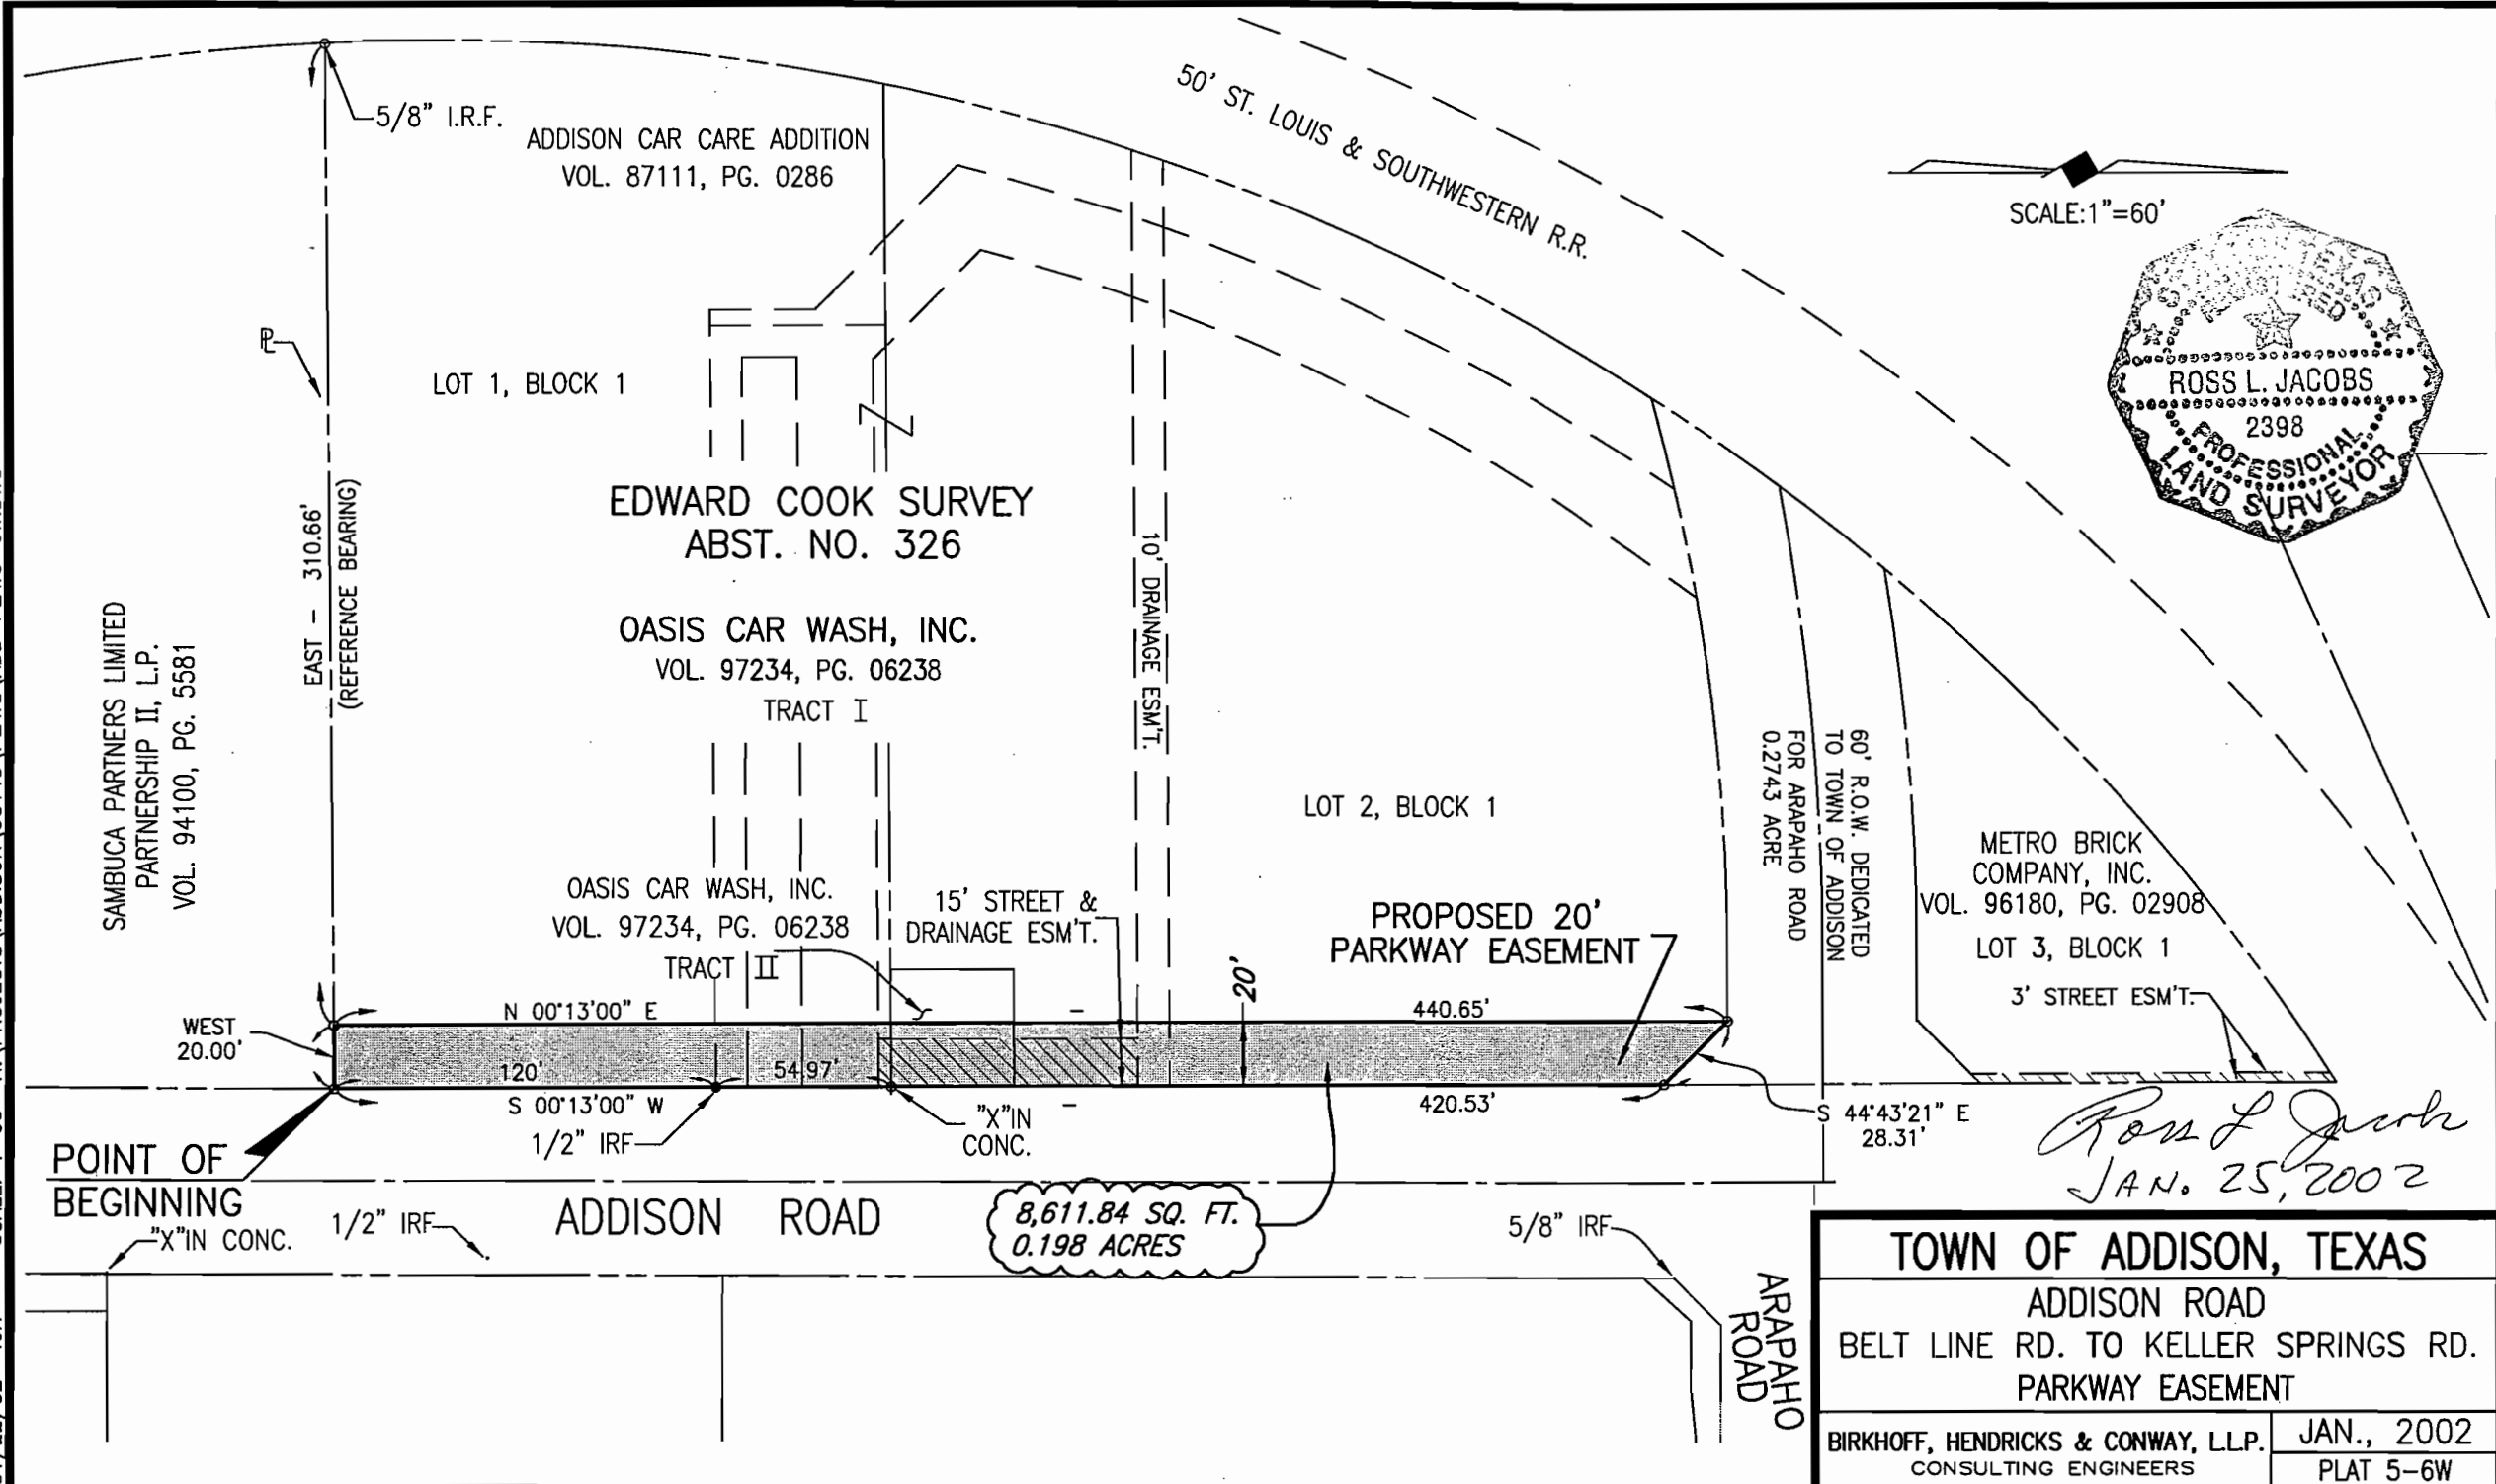 5/8" I.R.F.
ADDISON CAR CARE ADDITION
VOL. 87111, PG. 0286
50' ST. LOUIS & SOUTHWESTERN R.R.
SCALE:1"=60'
REGISTERED
ROSS L. JACOBS
2398
PROFESSIONAL
LAND SURVEYOR
LOT 1, BLOCK 1
EDWARD COOK SURVEY
ABST. NO. 326
EAST - 310.66'
(REFERENCE BEARING)
SAMBUCA PARTNERS LIMITED
PARTNERSHIP II, L.P.
VOL. 94100, PG. 5581
OASIS CAR WASH, INC.
VOL. 97234, PG. 06238
TRACT I
10' DRAINAGE ESM'T.
LOT 2, BLOCK 1
60' R.O.W. DEDICATED
TO TOWN OF ADDISON
FOR ARAPAHO ROAD
0.2743 ACRE
METRO BRICK
COMPANY, INC.
VOL. 96180, PG. 02908
LOT 3, BLOCK 1
3' STREET ESM'T.
OASIS CAR WASH, INC.
VOL. 97234, PG. 06238
TRACT II
15' STREET &
DRAINAGE ESM'T.
PROPOSED 20'
PARKWAY EASEMENT
20'
WEST
20.00'
N 00°13'00" E - 440.65'
120'
54.97'
S 00°13'00" W - 420.53'
1/2" IRF
"X"IN
CONC.
S 44°43'21" E
28.31'
Ross L Jacobs
JAN. 25, 2002
POINT OF
BEGINNING
"X"IN CONC.
1/2" IRF
ADDISON ROAD
8,611.84 SQ. FT.
0.198 ACRES
5/8" IRF
ARAPAHO
ROAD
TOWN OF ADDISON, TEXAS
ADDISON ROAD
BELT LINE RD. TO KELLER SPRINGS RD.
PARKWAY EASEMENT
BIRKHOFF, HENDRICKS & CONWAY, L.L.P.
CONSULTING ENGINEERS
JAN., 2002
PLAT 5-6W